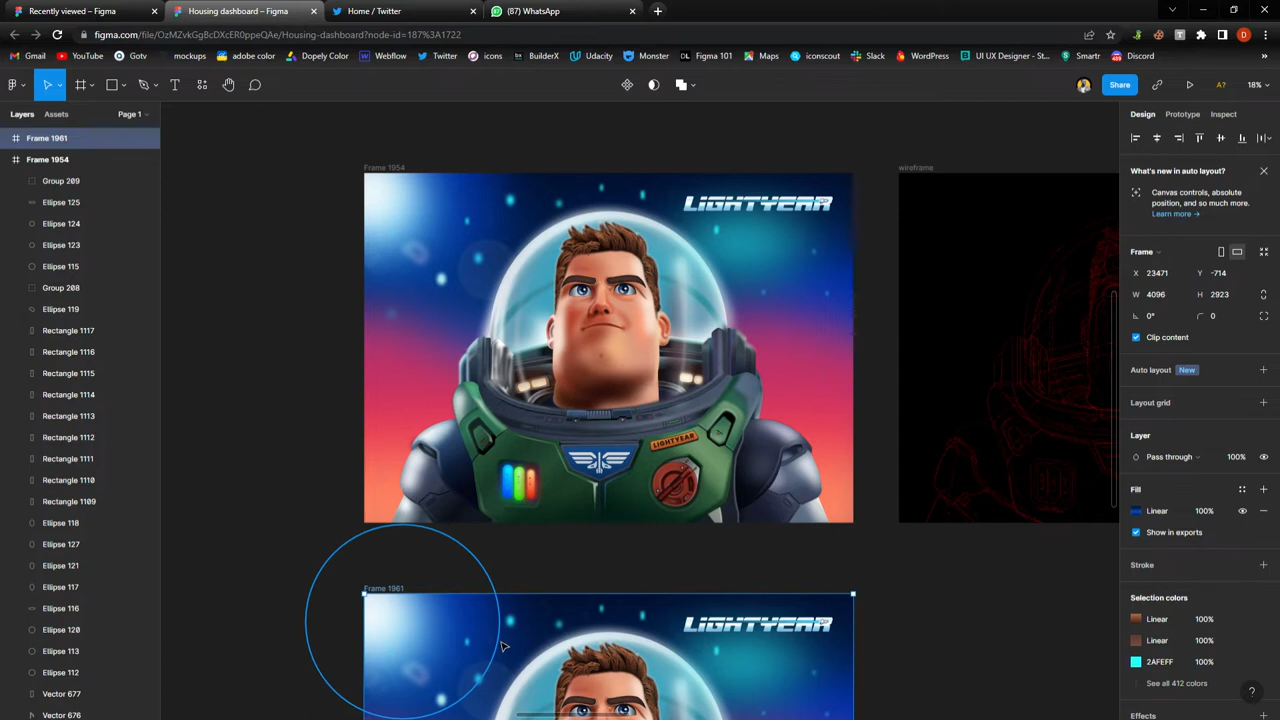 Recently viewed – Figma
Housing dashboard – Figma
Home / Twitter
(87) WhatsApp
figma.com/file/OzMZvkGgBcDXcER0ppeQAe/Housing-dashboard?node-id=187%3A1722
D
Gmail YouTube Gotv mockups adobe color Dopely Color Webflow Twitter icons BuilderX Udacity Monster Figma 101 Maps iconscout Slack WordPress UI UX Designer - St... Smartr Discord »
Share A? 18%
Layers Assets Page 1
Design Prototype Inspect
Frame 1961
Frame 1954
Group 209
Ellipse 125
Ellipse 124
Ellipse 123
Ellipse 115
Group 208
Ellipse 119
Rectangle 1117
Rectangle 1116
Rectangle 1115
Rectangle 1114
Rectangle 1113
Rectangle 1112
Rectangle 1111
Rectangle 1110
Rectangle 1109
Ellipse 118
Ellipse 127
Ellipse 121
Ellipse 117
Ellipse 116
Ellipse 120
Ellipse 113
Ellipse 112
Vector 677
Vector 676
Frame 1954
wireframe
LIGHTYEAR
LIGHTYEAR
Frame 1961
LIGHTYEAR
What's new in auto layout?
Canvas controls, absolute
position, and so much more.
Learn more →
Frame
X 23471 Y -714
W 4096 H 2923
0° 0
Clip content
Auto layout New
Layout grid
Layer
Pass through 100%
Fill
Linear 100%
Show in exports
Stroke
Selection colors
Linear 100%
Linear 100%
2AFEFF 100%
See all 412 colors
Effects
?